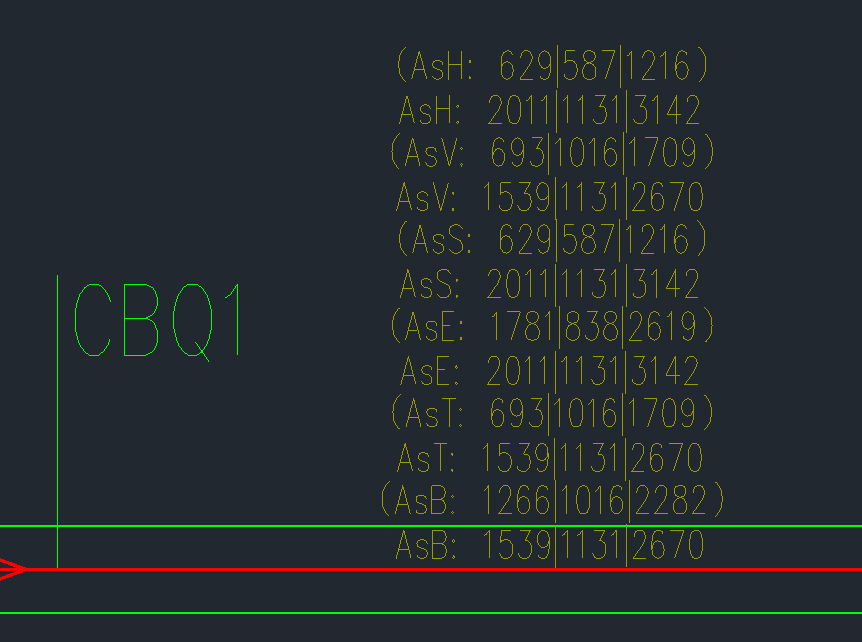 (AsH: 629|587|1216)
AsH: 2011|1131|3142
(AsV: 693|1016|1709)
AsV: 1539|1131|2670
(AsS: 629|587|1216)
AsS: 2011|1131|3142
CBQ1
(AsE: 1781|838|2619)
AsE: 2011|1131|3142
(AsT: 693|1016|1709)
AsT: 1539|1131|2670
(AsB: 1266|1016|2282)
AsB: 1539|1131|2670